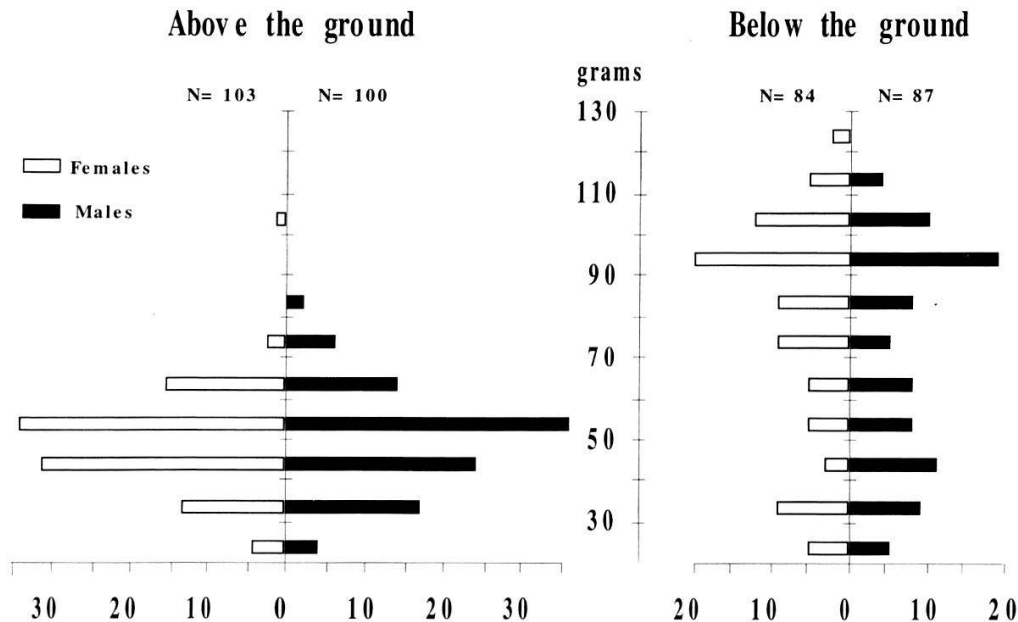 Above the ground
Below the ground
grams
N= 103 N= 100
N= 84 N= 87
130
Females
Males
110
90
70
50
30
30 20 10 0 10 20 30
20 10 0 10 20